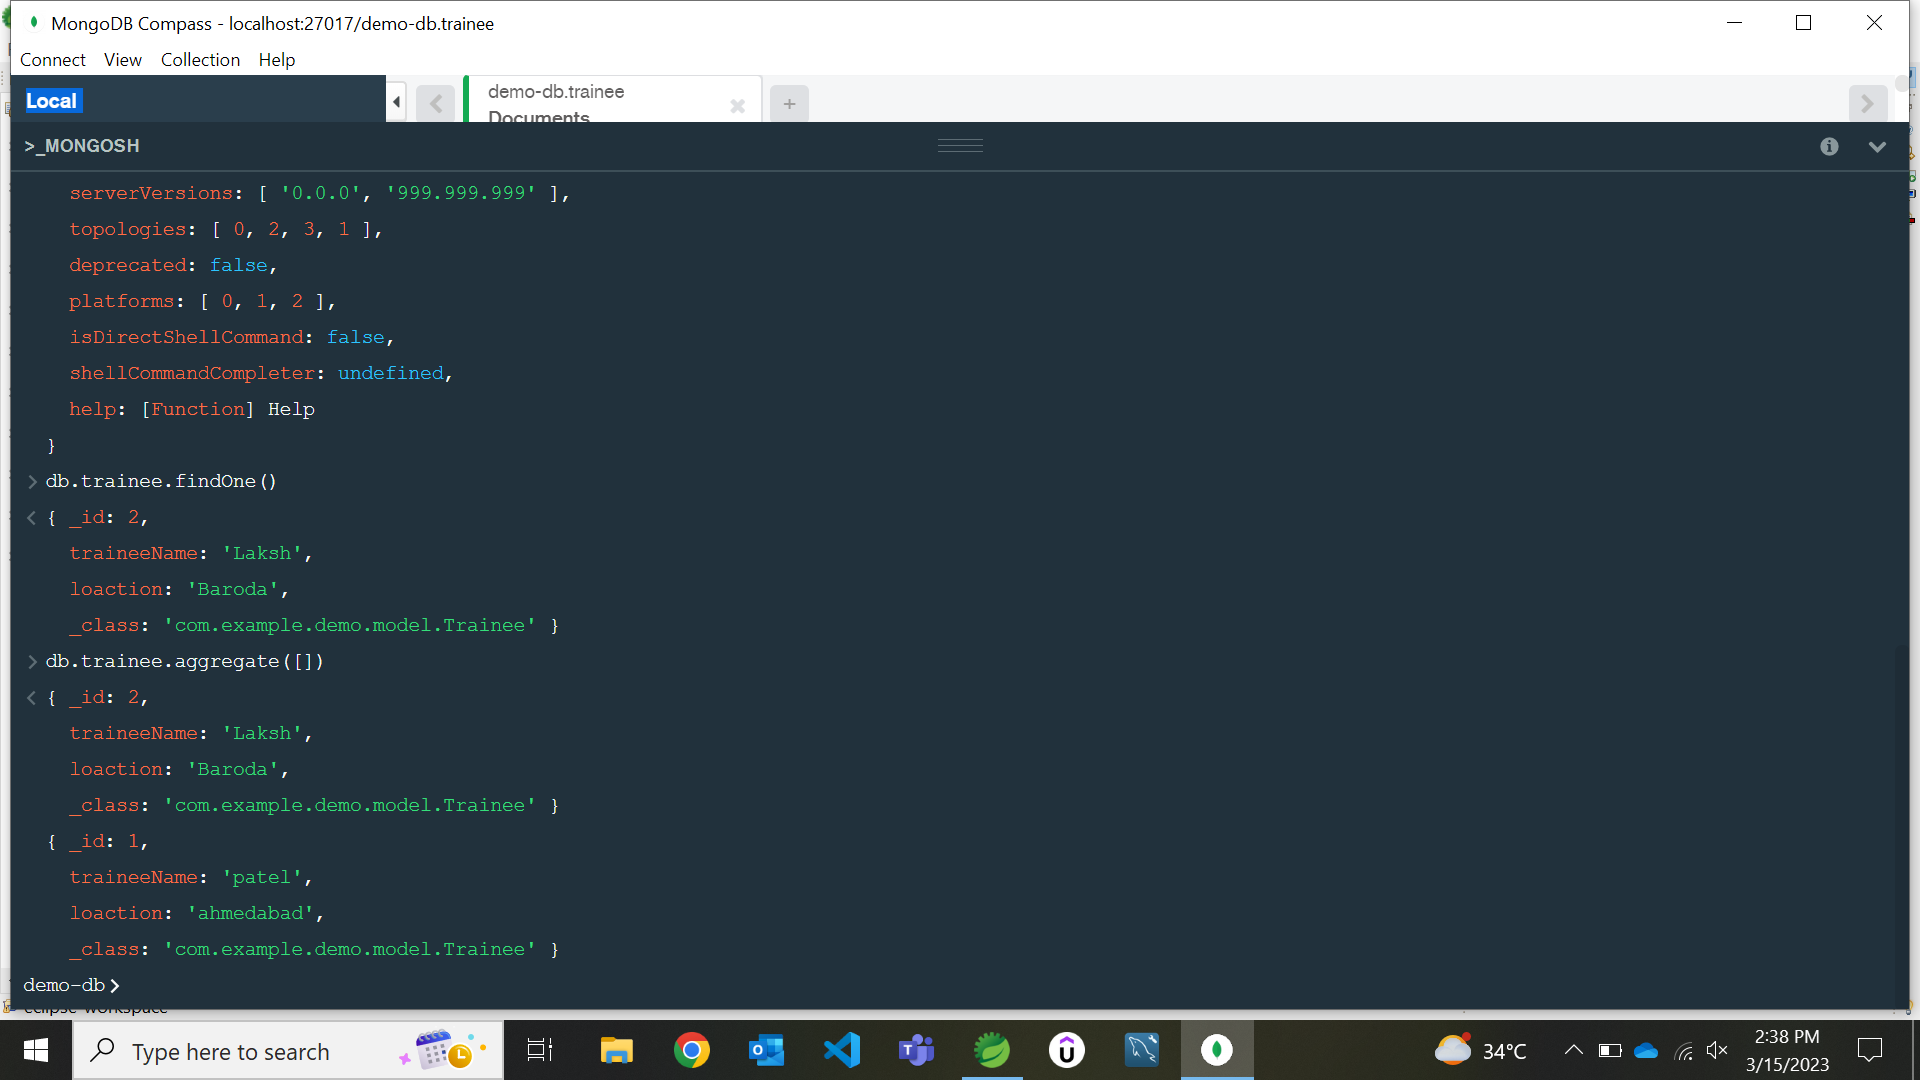 MongoDB Compass - localhost:27017/demo-db.trainee
Connect View Collection Help
Local
demo-db.trainee
Documents
>_MONGOSH
serverVersions: [ '0.0.0', '999.999.999' ],
topologies: [ 0, 2, 3, 1 ],
deprecated: false,
platforms: [ 0, 1, 2 ],
isDirectShellCommand: false,
shellCommandCompleter: undefined,
help: [Function] Help
}
> db.trainee.findOne()
< { _id: 2,
traineeName: 'Laksh',
loaction: 'Baroda',
_class: 'com.example.demo.model.Trainee' }
> db.trainee.aggregate([])
< { _id: 2,
traineeName: 'Laksh',
loaction: 'Baroda',
_class: 'com.example.demo.model.Trainee' }
{ _id: 1,
traineeName: 'patel',
loaction: 'ahmedabad',
_class: 'com.example.demo.model.Trainee' }
demo-db>
eclipse-workspace
Type here to search
34°C
2:38 PM
3/15/2023